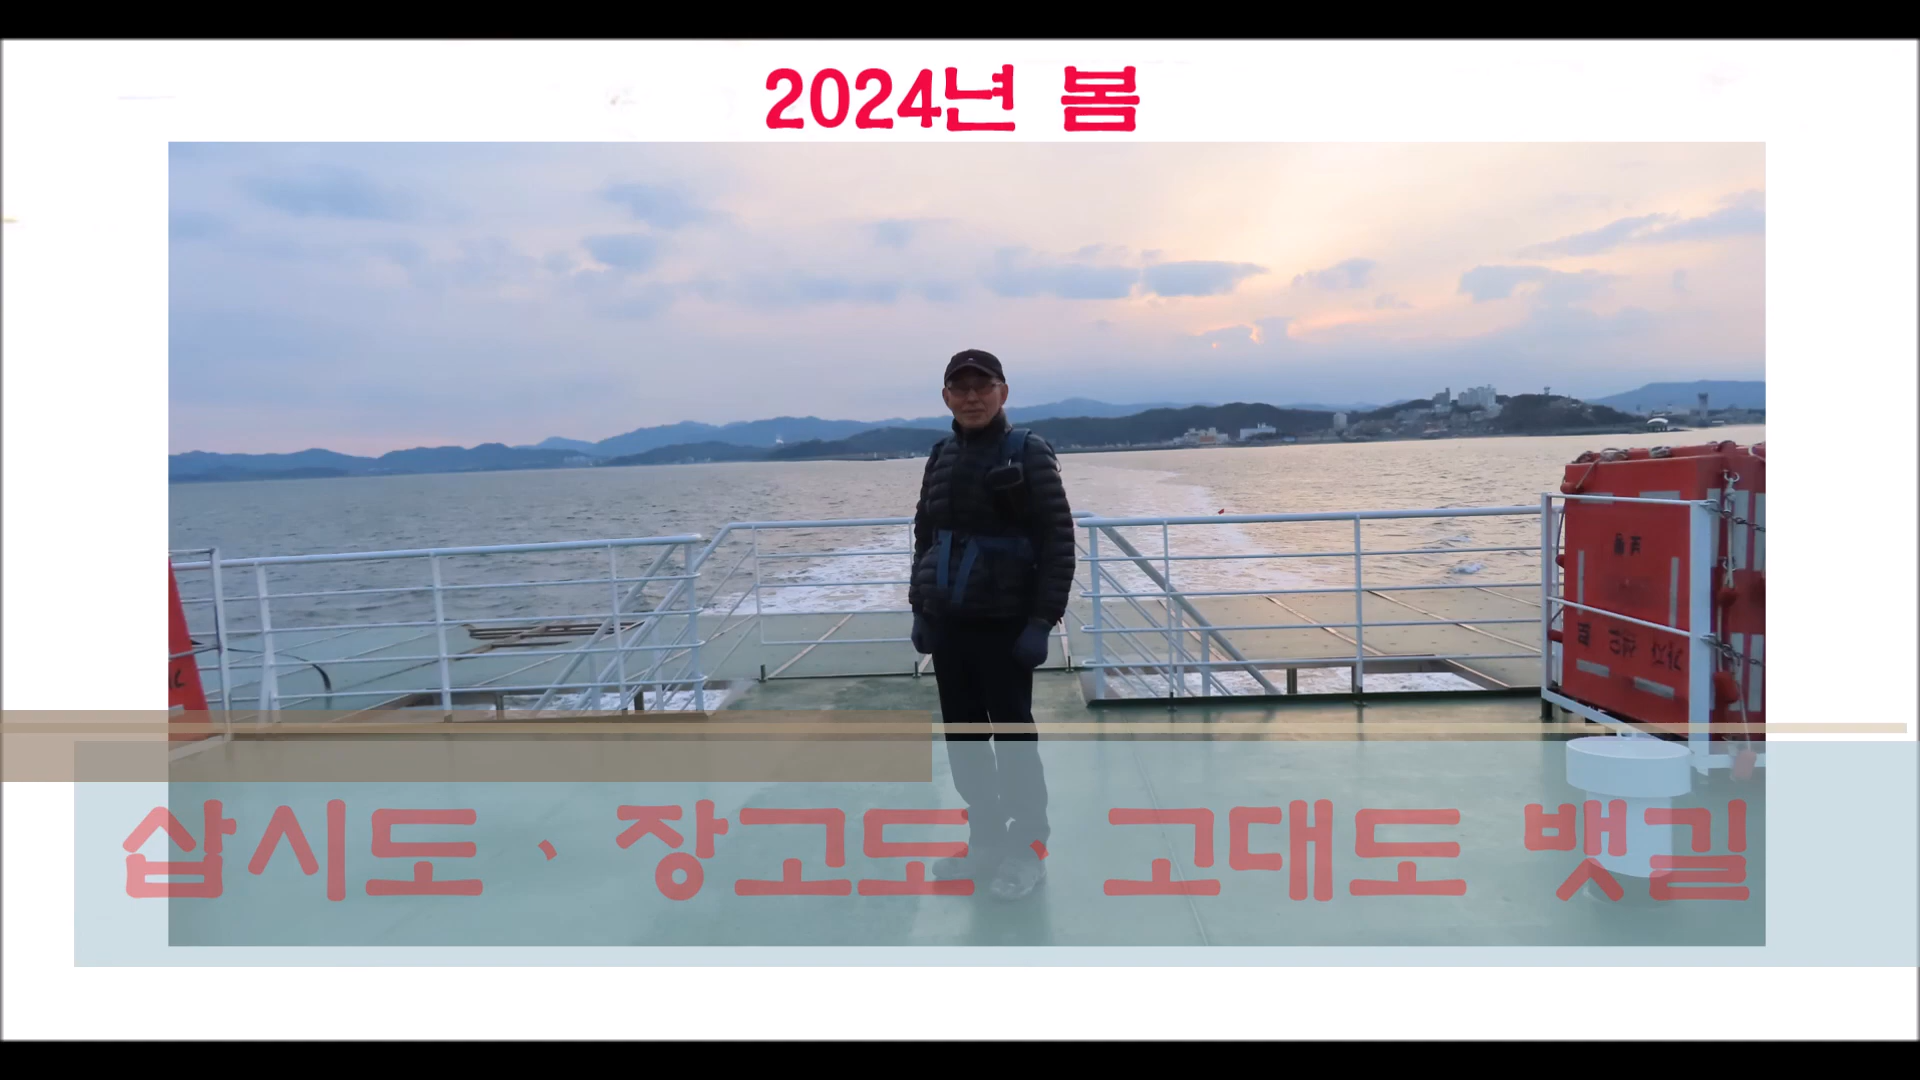 2024년 봄
삽시도 · 장고도 · 고대도 뱃길